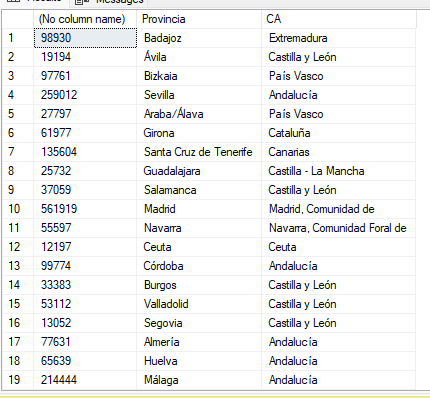 Messages
(No column name) Provincia CA
1 98930 Badajoz Extremadura
2 19194 Ávila Castilla y León
3 97761 Bizkaia País Vasco
4 259012 Sevilla Andalucía
5 27797 Araba/Álava País Vasco
6 61977 Girona Cataluña
7 135604 Santa Cruz de Tenerife Canarias
8 25732 Guadalajara Castilla - La Mancha
9 37059 Salamanca Castilla y León
10 561919 Madrid Madrid, Comunidad de
11 55597 Navarra Navarra, Comunidad Foral de
12 12197 Ceuta Ceuta
13 99774 Córdoba Andalucía
14 33383 Burgos Castilla y León
15 53112 Valladolid Castilla y León
16 13052 Segovia Castilla y León
17 77631 Almería Andalucía
18 65639 Huelva Andalucía
19 214444 Málaga Andalucía